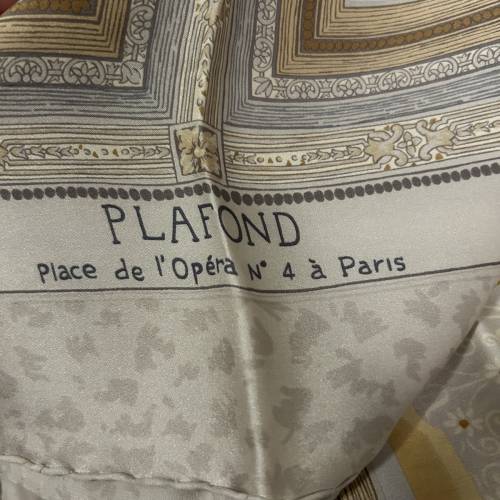 PLAFOND
Place de l'Opéra N° 4 à Paris